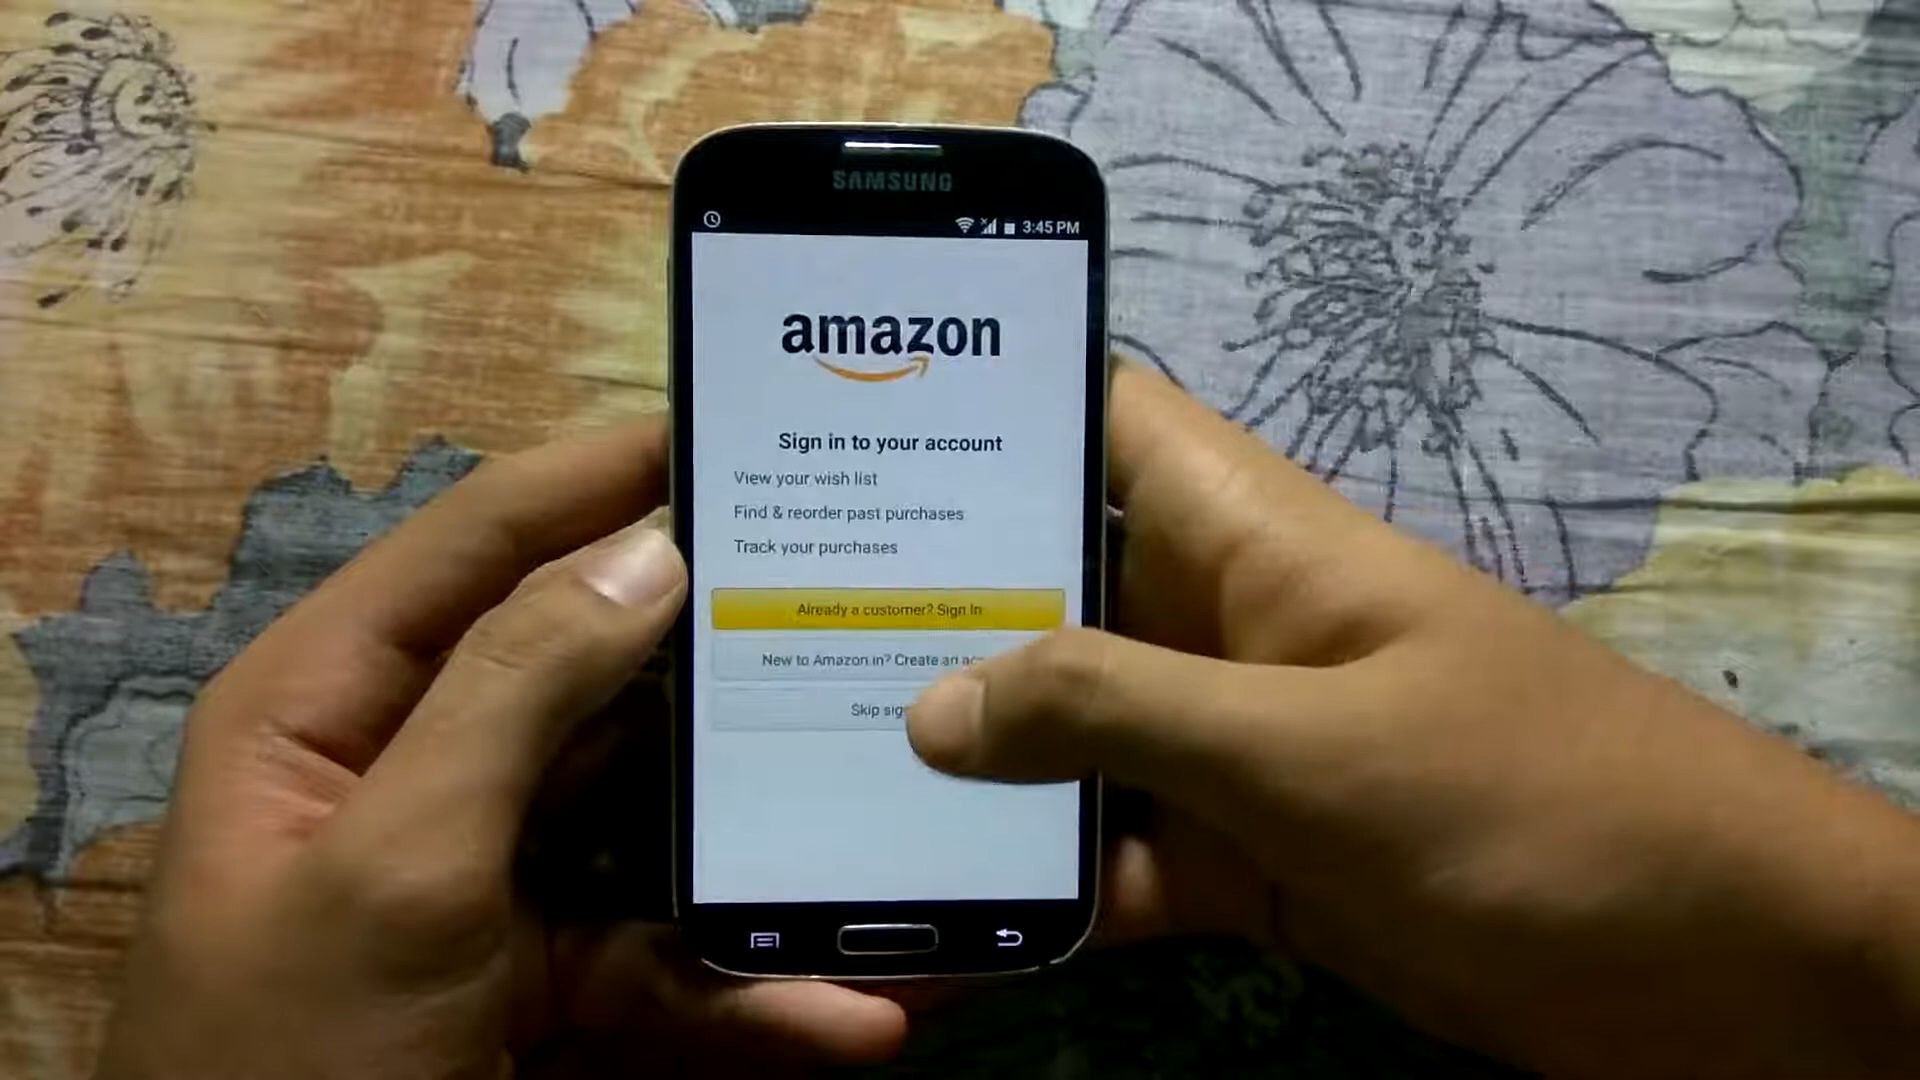 SAMSUNG
3:45 PM
amazon
Sign in to your account
View your wish list
Find & reorder past purchases
Track your purchases
Already a customer? Sign In
New to Amazon.in? Create an
Skip